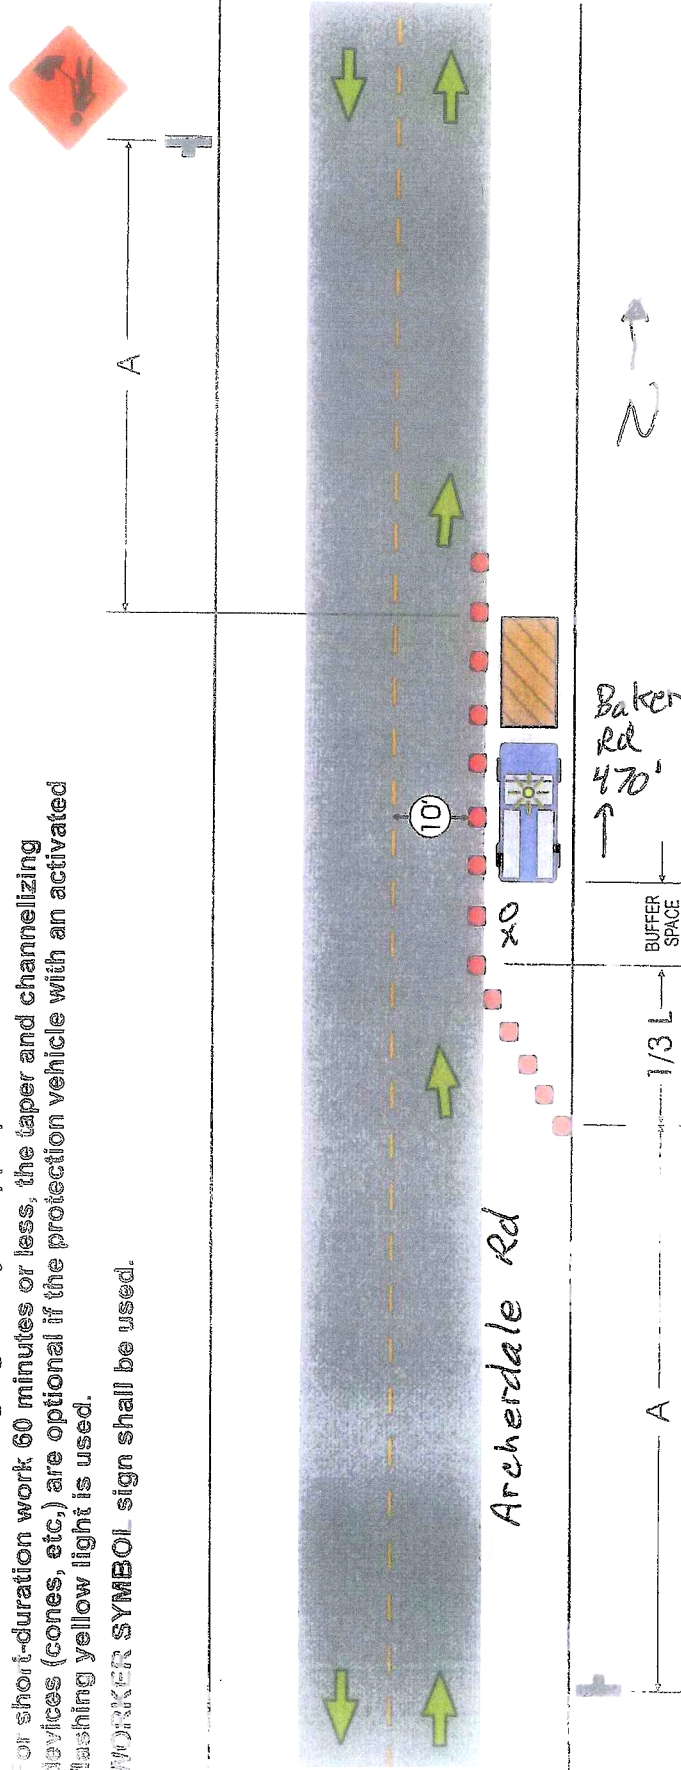 or short-duration work 60 minutes or less, the taper and channelizing
devices (cones, etc,) are optional if the protection vehicle with an activated
flashing yellow light is used.
WORKER SYMBOL sign shall be used.
A
10'
Archerdale Rd
xo
Baker
Rd
470'
N
BUFFER
SPACE
1/3 L
A